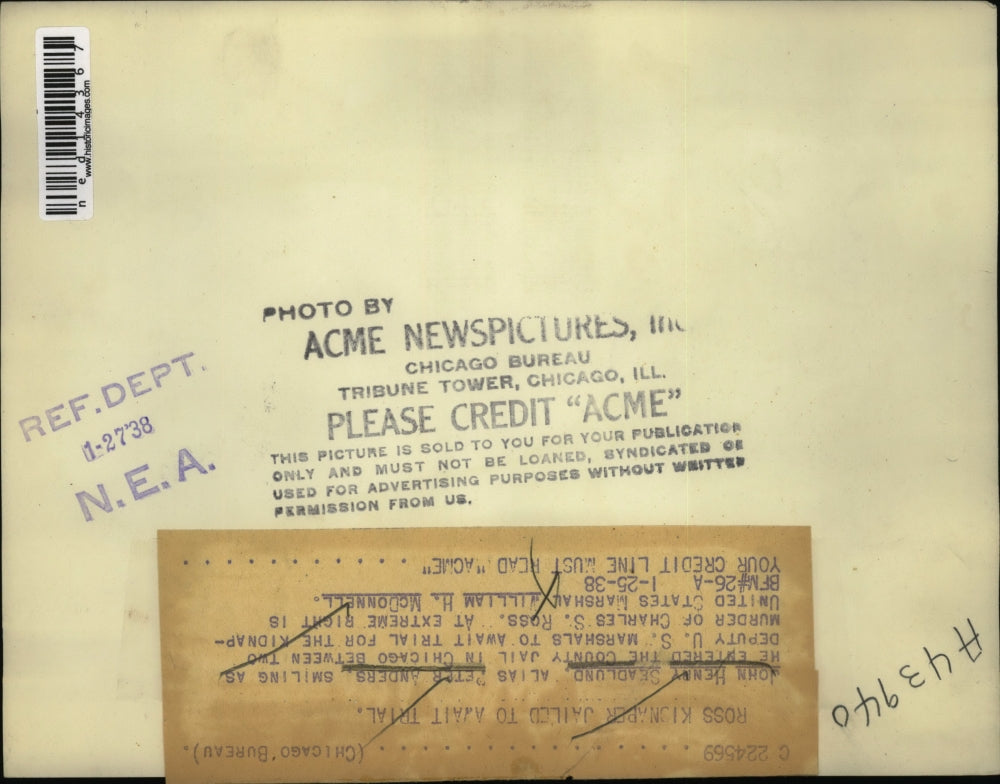 ned143967
www.historicimages.com
PHOTO BY
ACME NEWSPICTURES, INC
CHICAGO BUREAU
TRIBUNE TOWER, CHICAGO, ILL.
PLEASE CREDIT "ACME"
THIS PICTURE IS SOLD TO YOU FOR YOUR PUBLICATION
ONLY AND MUST NOT BE LOANED, SYNDICATED OR
USED FOR ADVERTISING PURPOSES WITHOUT WRITTEN
PERMISSION FROM US.
REF. DEPT.
1-27'38
N.E.A.
C 224569 . . . . . . . . . . . . . . . . (CHICAGO BUREAU).
ROSS KIDNAPER JAILED TO AWAIT TRIAL.
JOHN HENRY SEADLUND, ALIAS PETER ANDERS, SMILING AS
HE ENTERED THE COUNTY JAIL IN CHICAGO BETWEEN TWO
DEPUTY U. S. MARSHALS TO AWAIT TRIAL FOR THE KIDNAP-
MURDER OF CHARLES S. ROSS. AT EXTREME RIGHT IS
UNITED STATES MARSHAL WILLIAM H. MCDONNELL.
BFM#26-A 1-25-38
YOUR CREDIT LINE MUST READ "ACME" . . . . . . . . . . . . . . .
A43940